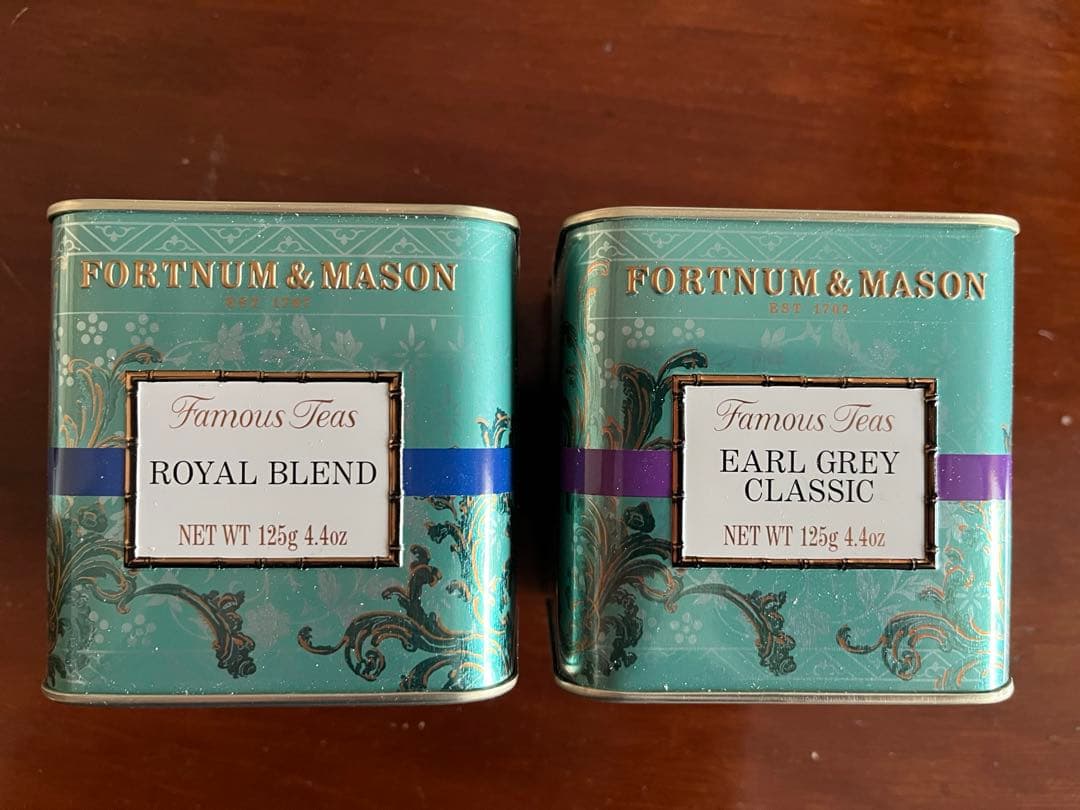 FORTNUM & MASON
EST 1707
Famous Teas
ROYAL BLEND
NET WT 125g 4.4oz
FORTNUM & MASON
EST 1707
Famous Teas
EARL GREY
CLASSIC
NET WT 125g 4.4oz